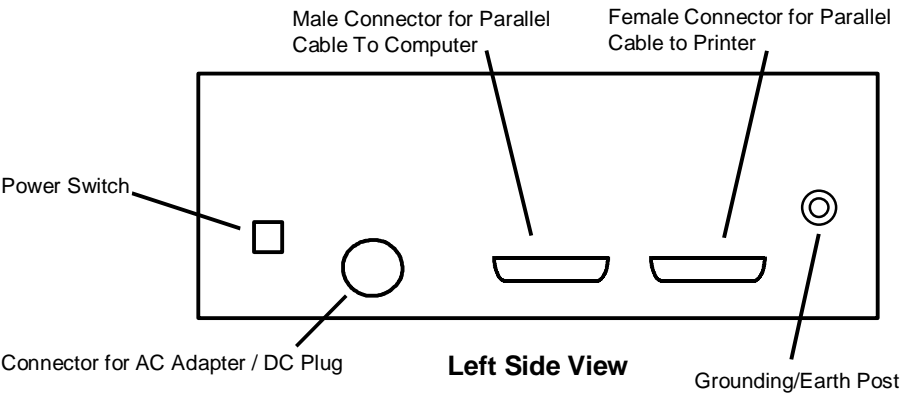 Male Connector for Parallel
Cable To Computer
Female Connector for Parallel
Cable to Printer
Power Switch
Connector for AC Adapter / DC Plug
Left Side View
Grounding/Earth Post